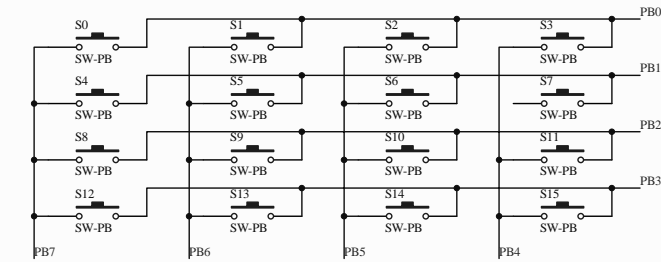 PB0
S0 S1 S2 S3
SW-PB SW-PB SW-PB SW-PB
PB1
S4 S5 S6 S7
SW-PB SW-PB SW-PB SW-PB
PB2
S8 S9 S10 S11
SW-PB SW-PB SW-PB SW-PB
PB3
S12 S13 S14 S15
SW-PB SW-PB SW-PB SW-PB
PB7 PB6 PB5 PB4